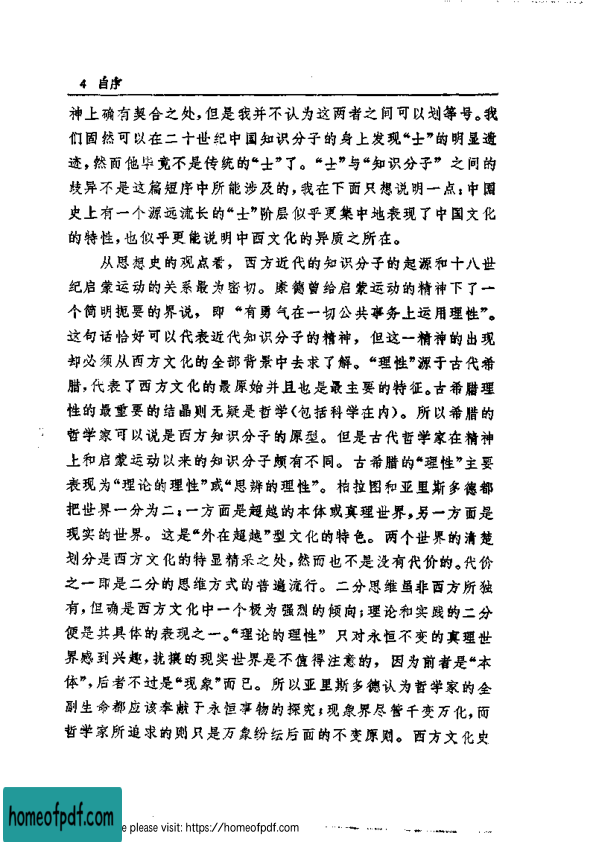 4 自序
神上确有契合之处,但是我并不认为这两者之间可以划等号。我
们固然可以在二十世纪中国知识分子的身上发现“士”的明显遗
迹,然而他毕竟不是传统的“士”了。“士”与“知识分子” 之间的
歧异不是这篇短序中所能涉及的,我在下面只想说明一点:中国
史上有一个源远流长的“士”阶层似乎更集中地表现了中国文化
的特性,也似乎更能说明中西文化的异质之所在。
从思想史的观点看, 西方近代的知识分子的起源和十八世
纪启蒙运动的关系最为密切。康德曾给启蒙运动的精神下了一
个简明扼要的界说, 即 “有勇气在一切公共事务上运用理性”。
这句话恰好可以代表近代知识分子的精神, 但这一精神的出现
却必须从西方文化的全部背景中去求了解。“理性”源于古代希
腊,代表了西方文化的最原始并且也是最主要的特征。古希腊理
性的最重要的结晶则无疑是哲学(包括科学在内)。所以希腊的
哲学家可以说是西方知识分子的原型。但是古代哲学家在精神
上和启蒙运动以来的知识分子颇有不同。古希腊的“理性”主要
表现为“理论的理性”或“思辨的理性”。柏拉图和亚里斯多德都
把世界一分为二:一方面是超越的本体或真理世界,另一方面是
现实的世界。这是“外在超越”型文化的特色。两个世界的清楚
划分是西方文化的特显精采之处,然而也不是没有代价的。代价
之一即是二分的思维方式的普遍流行。二分思维虽非西方所独
有,但确是西方文化中一个极为强烈的倾向;理论和实践的二分
便是其具体的表现之一。“理论的理性” 只对永恒不变的真理世
界感到兴趣,扰攘的现实世界是不值得注意的, 因为前者是“本
体”,后者不过是“现象”而已。所以亚里斯多德认为哲学家的全
副生命都应该奉献于永恒事物的探究;现象界尽管千变万化,而
哲学家所追求的则只是万象纷纭后面的不变原则。西方文化史
homeofpdf.com
e please visit: https://homeofpdf.com